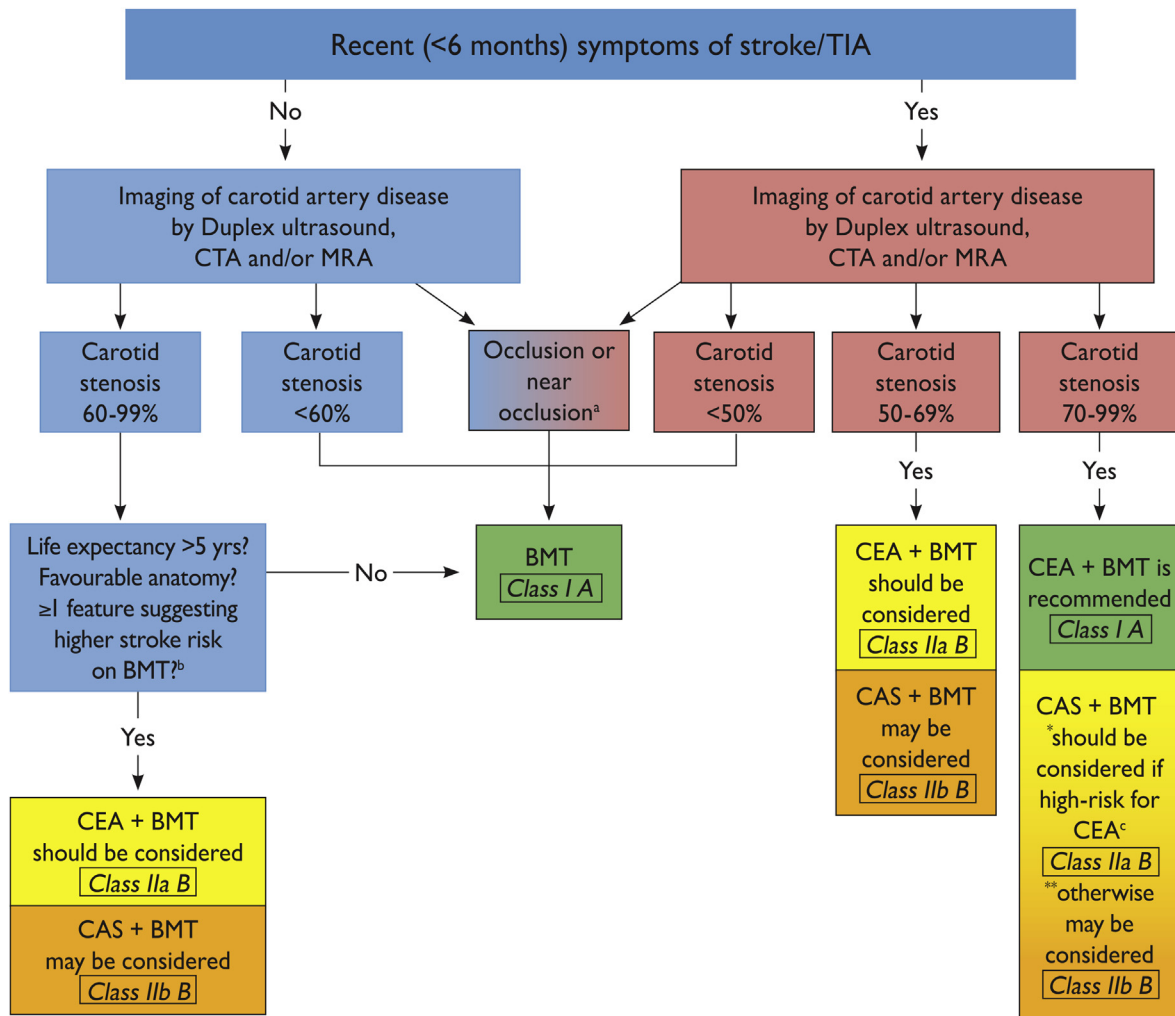 Recent (<6 months) symptoms of stroke/TIA
No
Yes
Imaging of carotid artery disease
by Duplex ultrasound,
CTA and/or MRA
Imaging of carotid artery disease
by Duplex ultrasound,
CTA and/or MRA
Carotid
stenosis
60-99%
Carotid
stenosis
<60%
Occlusion or
near
occlusionᵃ
Carotid
stenosis
<50%
Carotid
stenosis
50-69%
Carotid
stenosis
70-99%
Yes
Yes
Life expectancy >5 yrs?
Favourable anatomy?
≥1 feature suggesting
higher stroke risk
on BMT?ᵇ
No
BMT
Class I A
CEA + BMT
should be
considered
Class IIa B
CAS + BMT
may be
considered
Class IIb B
CEA + BMT is
recommended
Class I A
CAS + BMT
*should be
considered if
high-risk for
CEAᶜ
Class IIa B
**otherwise
may be
considered
Class IIb B
Yes
CEA + BMT
should be considered
Class IIa B
CAS + BMT
may be considered
Class IIb B